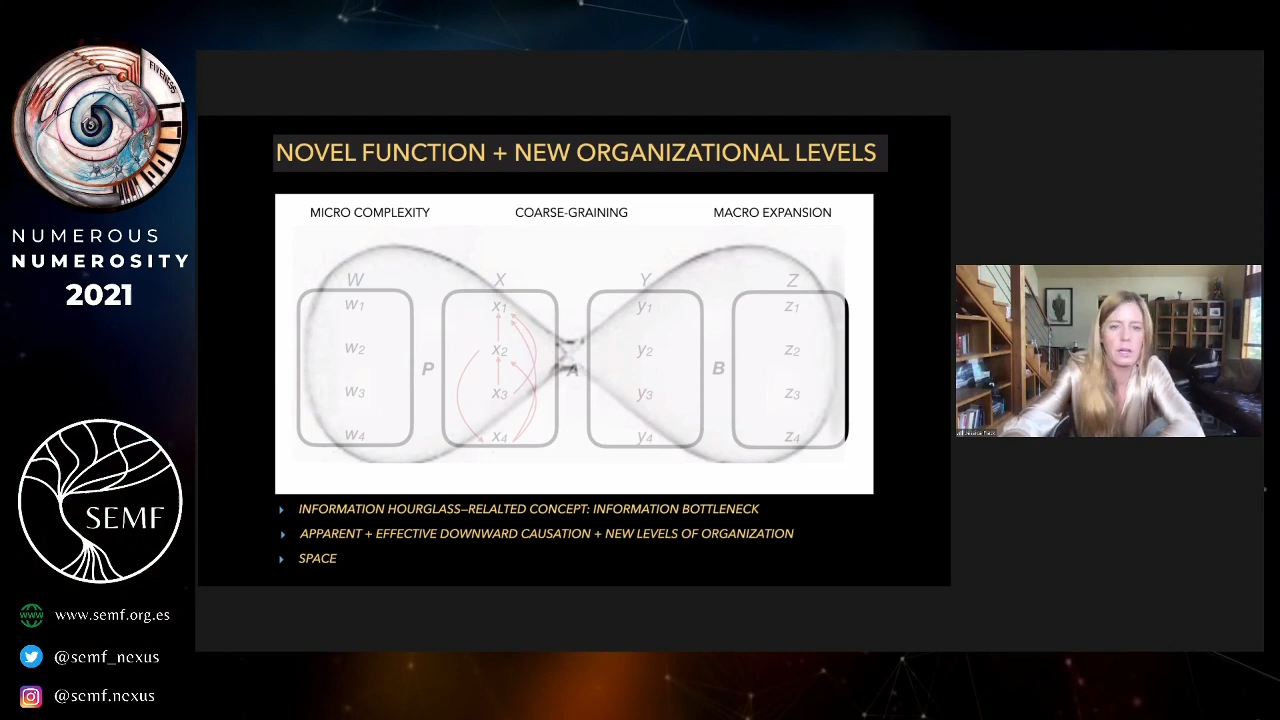 FIVENESS
NUMEROUS
NUMEROSITY
2021
SEMF
www.semf.org.es
@semf_nexus
@semf.nexus
NOVEL FUNCTION + NEW ORGANIZATIONAL LEVELS
MICRO COMPLEXITY COARSE-GRAINING MACRO EXPANSION
W X Y Z
w1 x1 y1 z1
w2 x2 y2 z2
P A B
w3 x3 y3 z3
w4 x4 y4 z4
INFORMATION HOURGLASS–RELALTED CONCEPT: INFORMATION BOTTLENECK
APPARENT + EFFECTIVE DOWNWARD CAUSATION + NEW LEVELS OF ORGANIZATION
SPACE